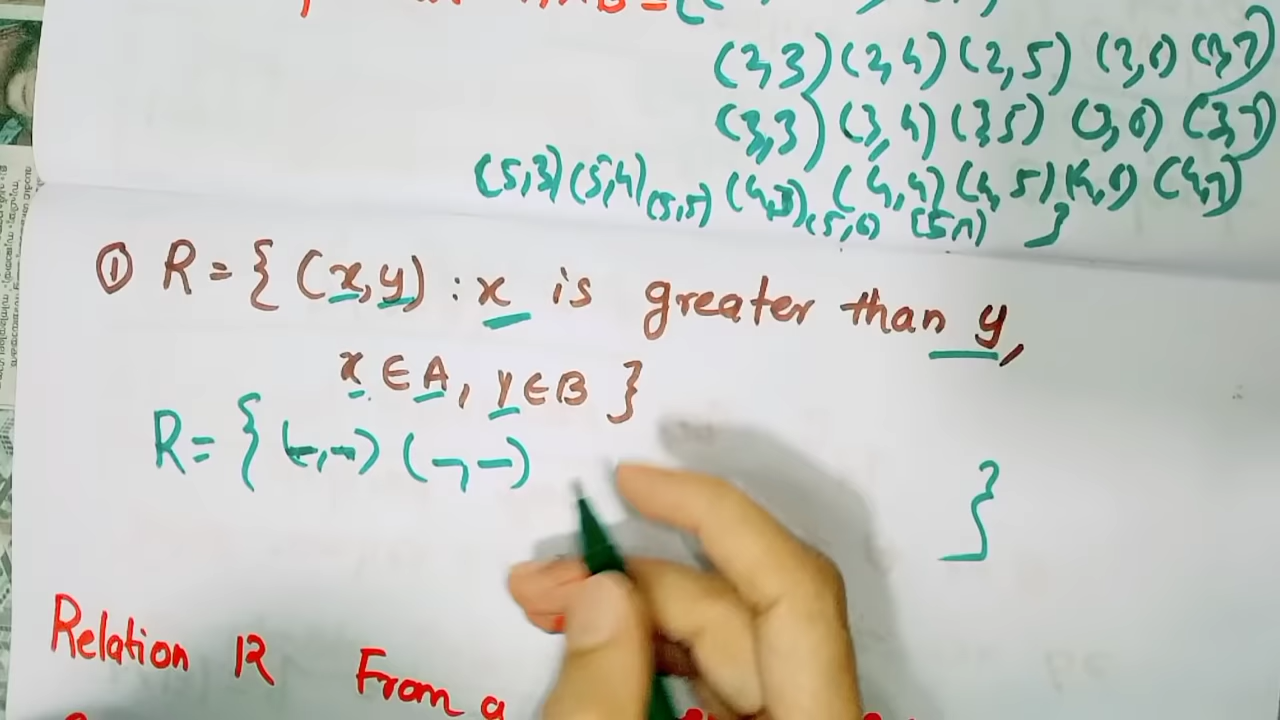 (2,3) (2,4) (2,5) (2,6) (2,7)
(3,3) (3,4) (3,5) (3,6) (3,7)
(5,3) (5,4) (5,5) (4,3) (5,6) (4,4) (4,5) (4,6) (4,7) (5,7) }
① R = { (x,y) : x is greater than y,
x ∈ A, y ∈ B }
R = { (-,-) (-,-) }
Relation R From a